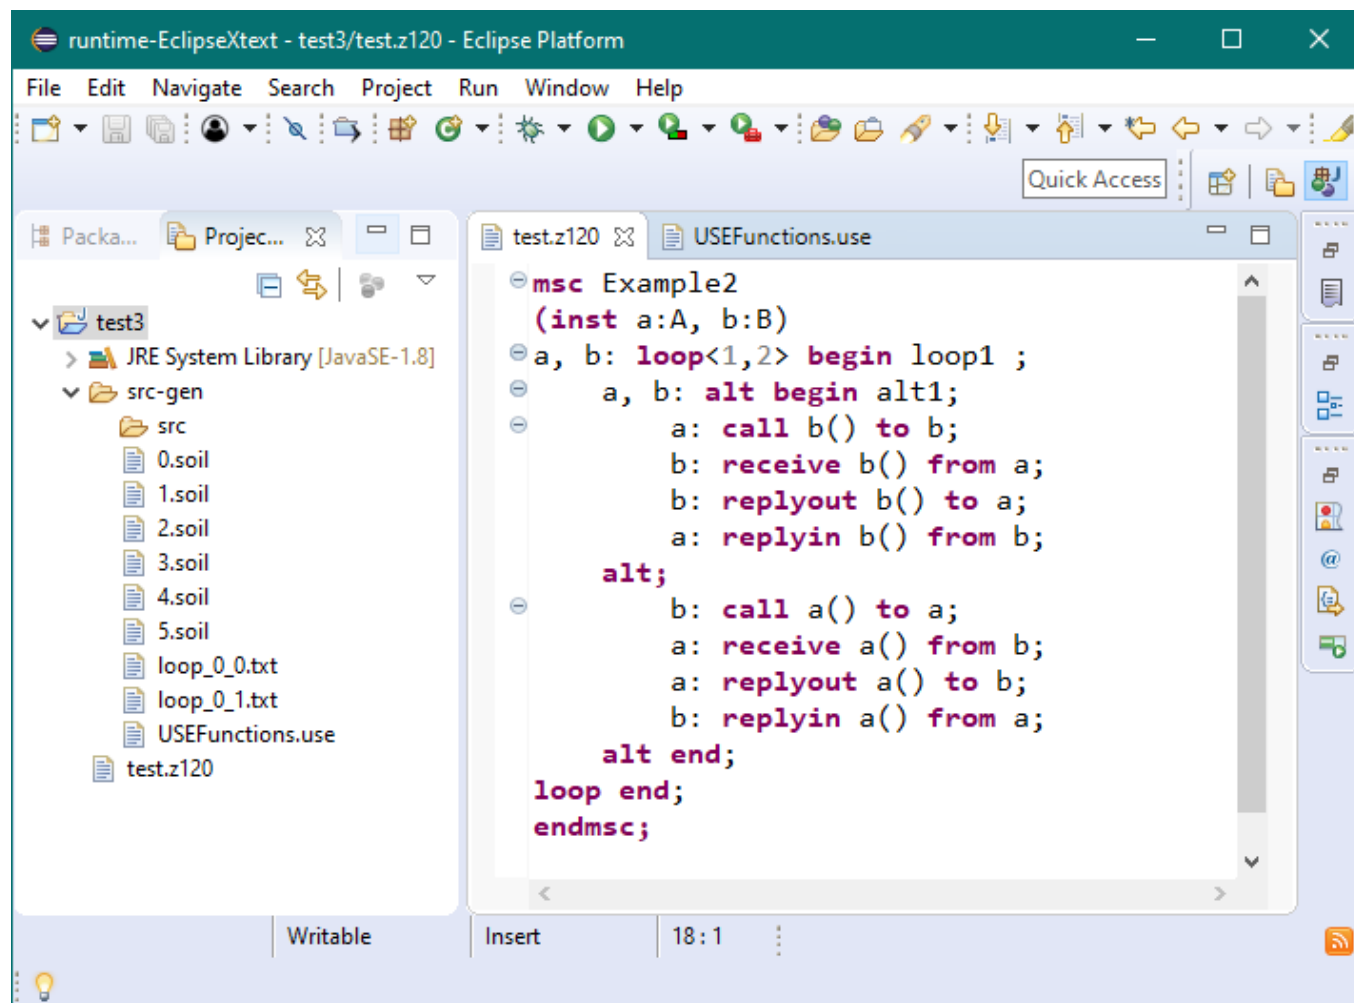 runtime-EclipseXtext - test3/test.z120 - Eclipse Platform
File Edit Navigate Search Project Run Window Help
Quick Access
Packa... Projec...
test3
JRE System Library [JavaSE-1.8]
src-gen
src
0.soil
1.soil
2.soil
3.soil
4.soil
5.soil
loop_0_0.txt
loop_0_1.txt
USEFunctions.use
test.z120
test.z120 USEFunctions.use
msc Example2
(inst a:A, b:B)
a, b: loop<1,2> begin loop1 ;
a, b: alt begin alt1;
a: call b() to b;
b: receive b() from a;
b: replyout b() to a;
a: replyin b() from b;
alt;
b: call a() to a;
a: receive a() from b;
a: replyout a() to b;
b: replyin a() from a;
alt end;
loop end;
endmsc;
Writable Insert 18 : 1